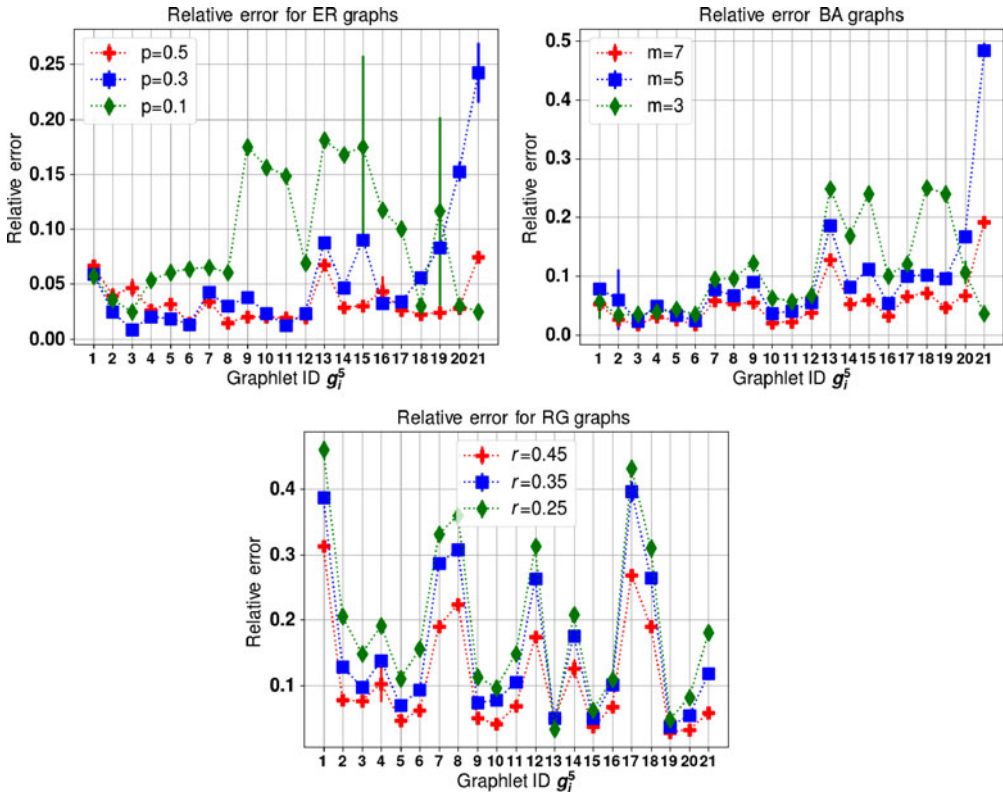 Relative error for ER graphs
p=0.5
p=0.3
p=0.1
Relative error
0.25
0.20
0.15
0.10
0.05
0.00
1 2 3 4 5 6 7 8 9 10 11 12 13 14 15 16 17 18 19 20 21
Graphlet ID g_i^5
Relative error BA graphs
m=7
m=5
m=3
Relative error
0.5
0.4
0.3
0.2
0.1
0.0
1 2 3 4 5 6 7 8 9 10 11 12 13 14 15 16 17 18 19 20 21
Graphlet ID g_i^5
Relative error for RG graphs
r=0.45
r=0.35
r=0.25
Relative error
0.4
0.3
0.2
0.1
1 2 3 4 5 6 7 8 9 10 11 12 13 14 15 16 17 18 19 20 21
Graphlet ID g_i^5